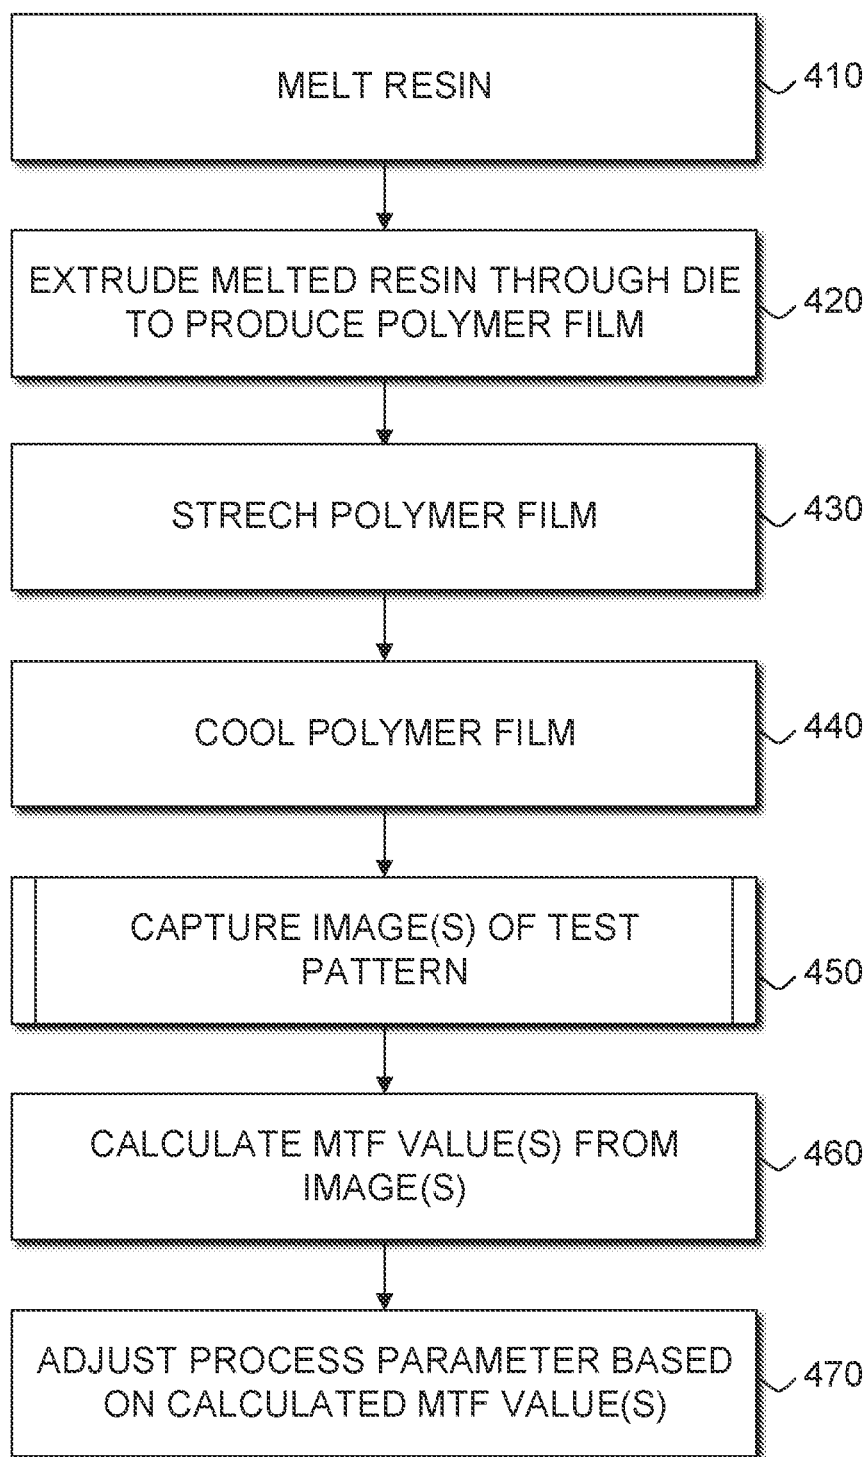 MELT RESIN
410
EXTRUDE MELTED RESIN THROUGH DIE
TO PRODUCE POLYMER FILM
420
STRECH POLYMER FILM
430
COOL POLYMER FILM
440
CAPTURE IMAGE(S) OF TEST
PATTERN
450
CALCULATE MTF VALUE(S) FROM
IMAGE(S)
460
ADJUST PROCESS PARAMETER BASED
ON CALCULATED MTF VALUE(S)
470